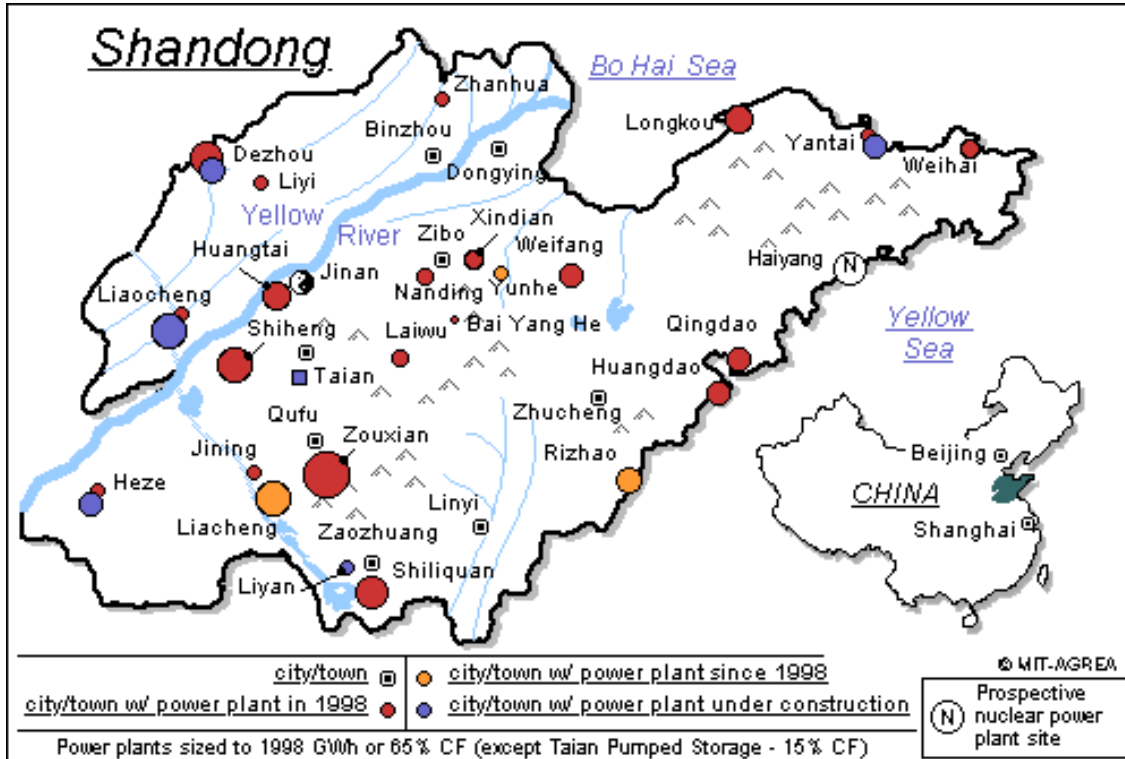 Shandong
Bo Hai Sea
Zhanhua
Longkou
Binzhou
Yantai
Dezhou
Weihai
Dongying
Liyi
Yellow
River
Xindian
Zibo
Weifang
Huangtai
Haiyang
N
Jinan
Nanding
Yunhe
Liaocheng
Yellow
Sea
Bai Yang He
Qingdao
Shiheng
Laiwu
Huangdao
Taian
Zhucheng
Qufu
Zouxian
Rizhao
Jining
Beijing
Heze
CHINA
Linyi
Liacheng
Shanghai
Zaozhuang
Shiliquan
Liyan
city/town
city/town w/ power plant since 1998
city/town w/ power plant in 1998
city/town w/ power plant under construction
Power plants sized to 1998 GWh or 65% CF (except Taian Pumped Storage - 15% CF)
© MIT-AGREA
N
Prospective
nuclear power
plant site